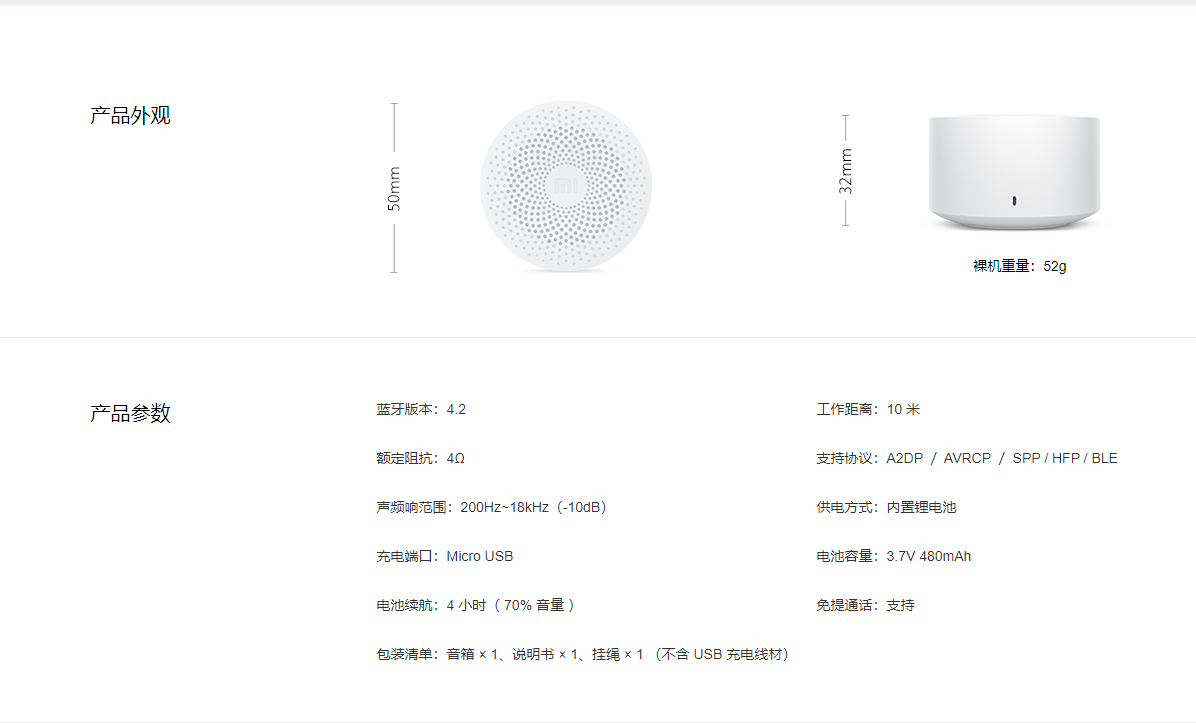 产品外观
50mm
mi
32mm
裸机重量：52g
产品参数
蓝牙版本：4.2
工作距离：10 米
额定阻抗：4Ω
支持协议：A2DP / AVRCP / SPP / HFP / BLE
声频响范围：200Hz~18kHz（-10dB）
供电方式：内置锂电池
充电端口：Micro USB
电池容量：3.7V 480mAh
电池续航：4 小时（ 70% 音量 ）
免提通话：支持
包装清单：音箱 × 1、说明书 × 1、挂绳 × 1 （不含 USB 充电线材）